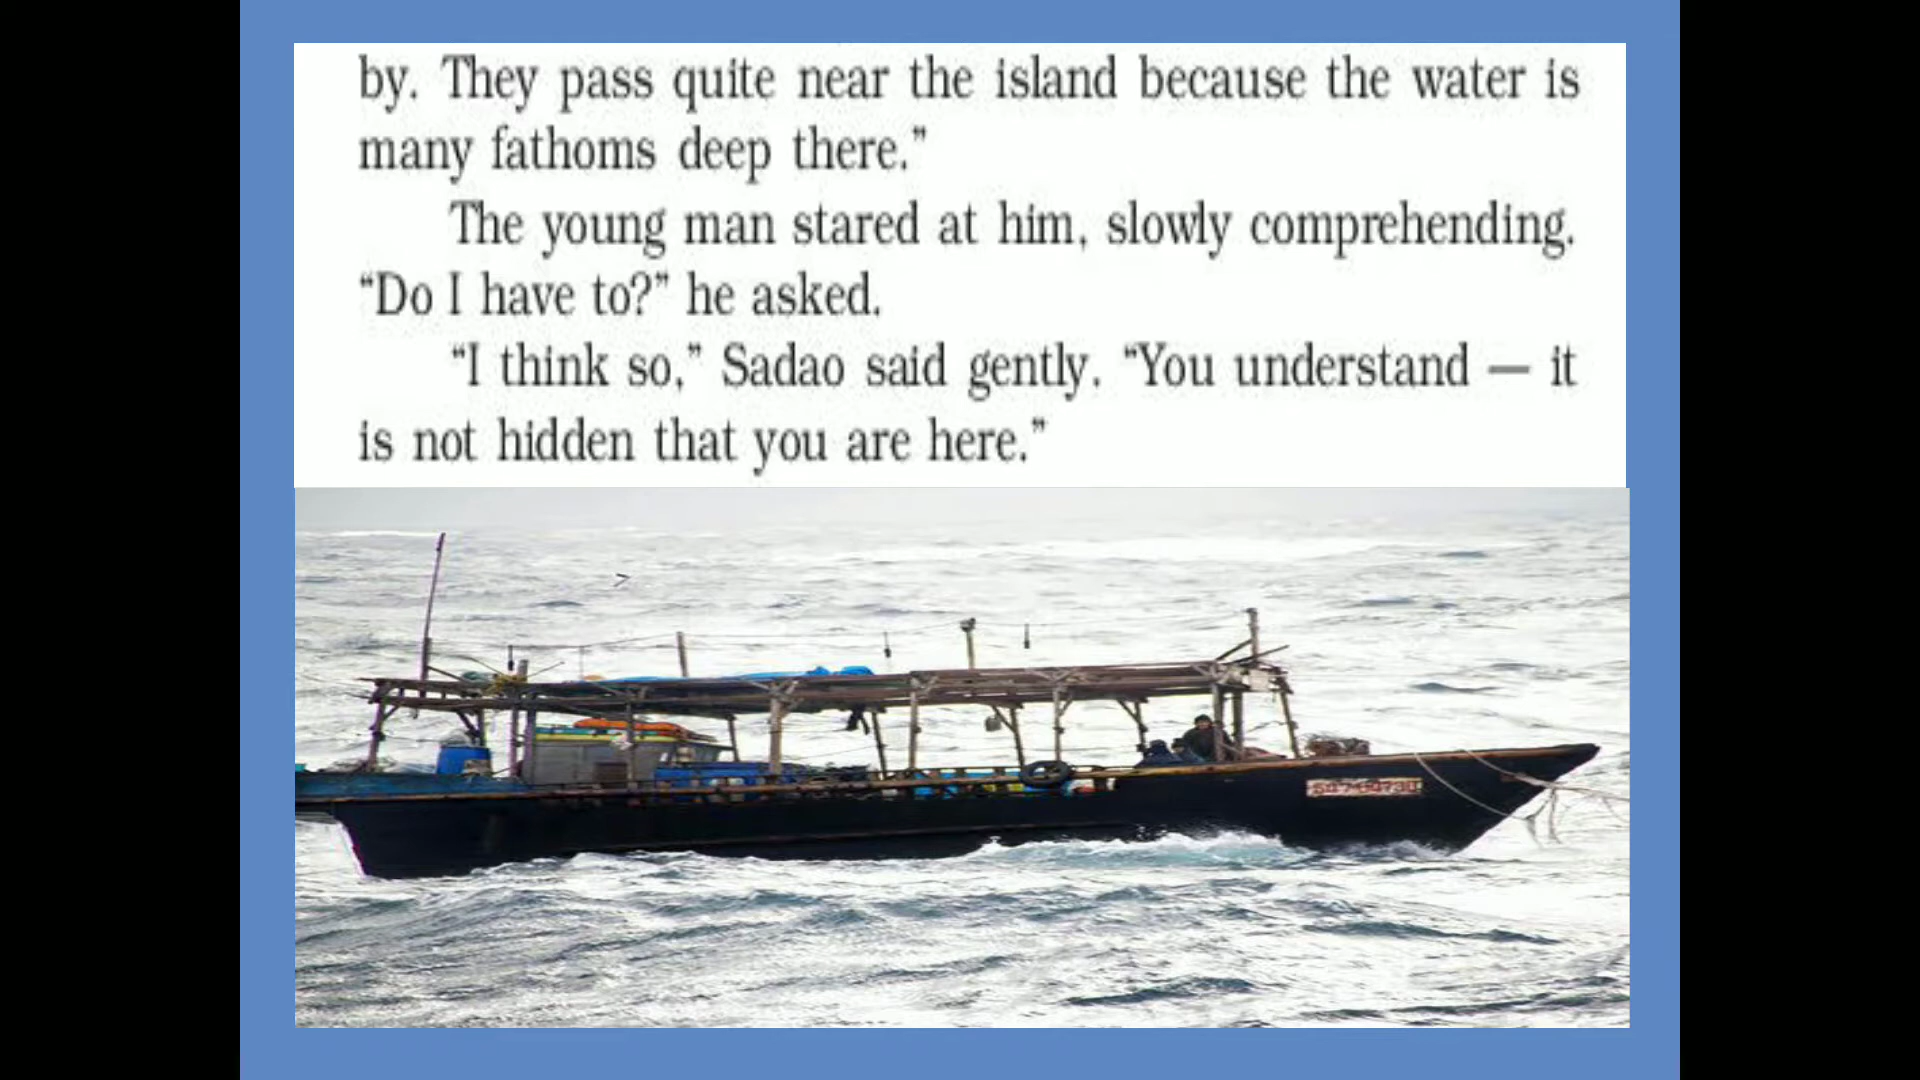 by. They pass quite near the island because the water is
many fathoms deep there.”
The young man stared at him, slowly comprehending.
“Do I have to?” he asked.
“I think so,” Sadao said gently. “You understand — it
is not hidden that you are here.”